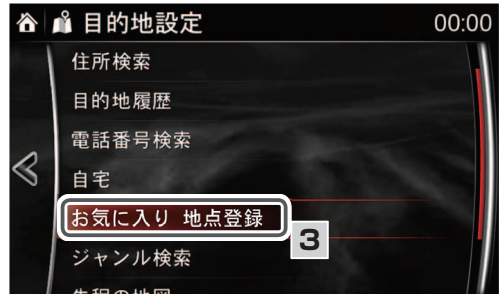 目的地設定 00:00
住所検索
目的地履歴
電話番号検索
自宅
お気に入り 地点登録
3
ジャンル検索